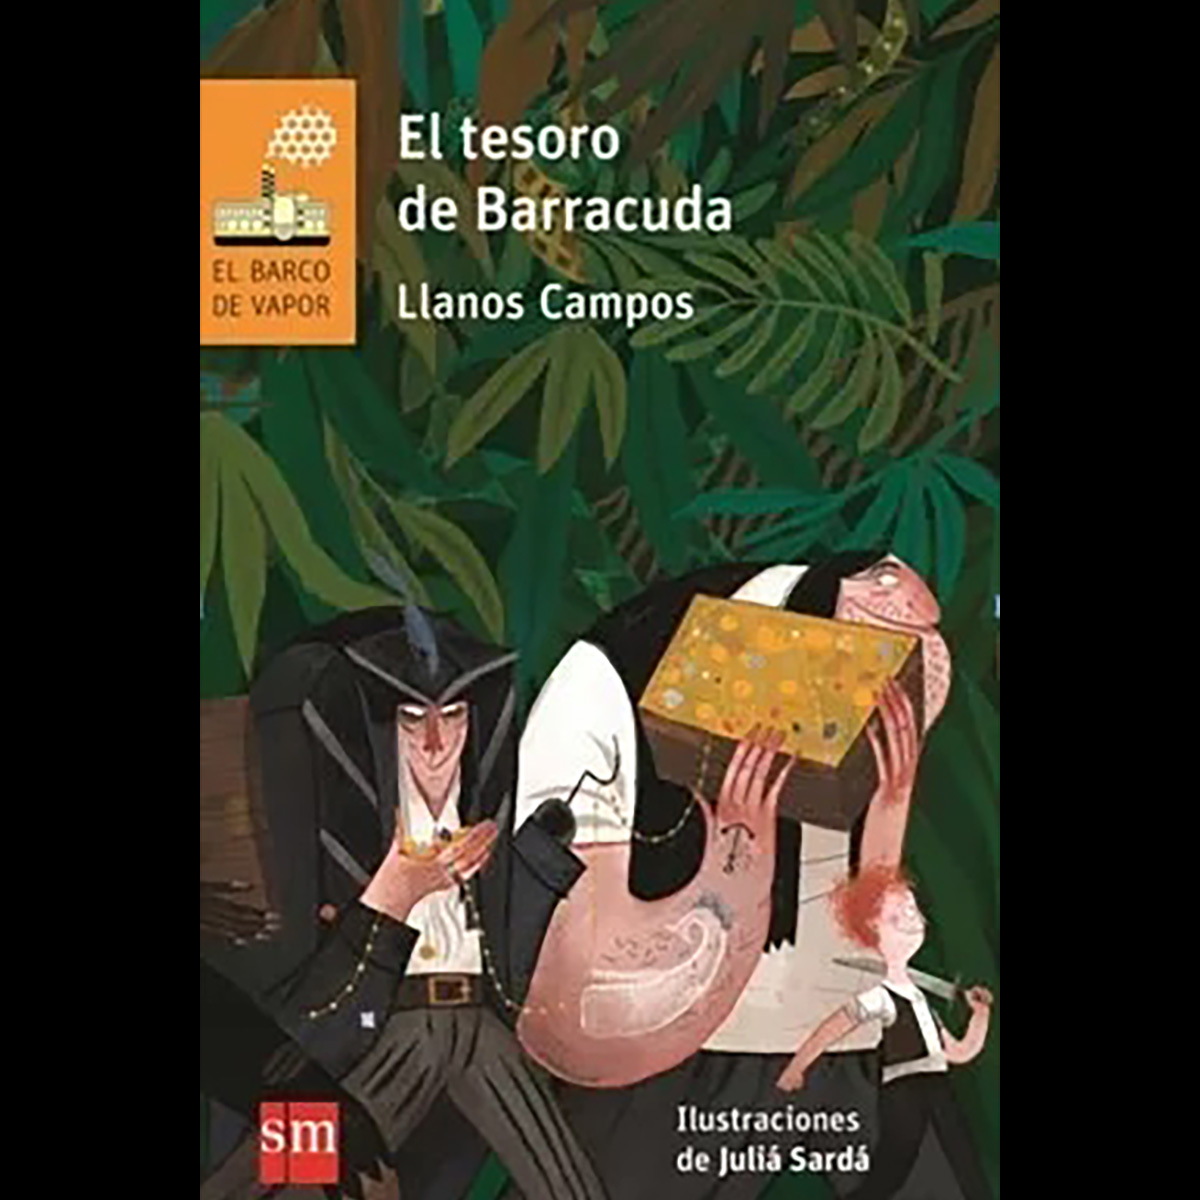 El tesoro
de Barracuda
Llanos Campos
EL BARCO
DE VAPOR
sm
Ilustraciones
de Juliá Sardá